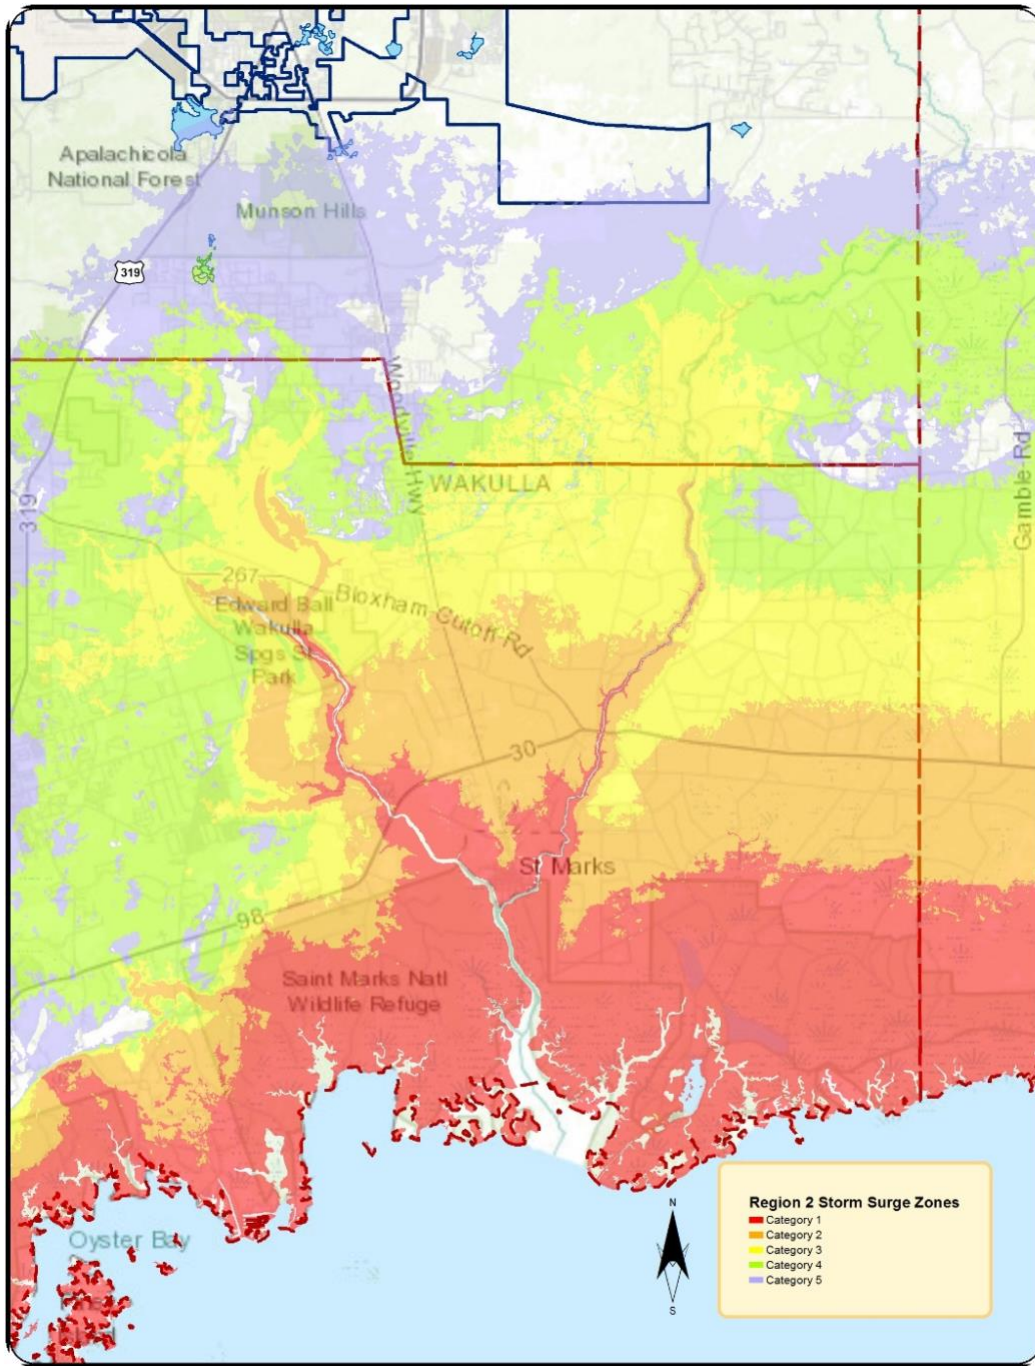 Apalachicola
National Forest
Munson Hills
319
Woodville Hwy
319
WAKULLA
Gamble Rd
267
Bloxham-Cutoff-Rd
Edward Ball
Wakulla
Spgs St
Park
30
St Marks
98
Saint Marks Natl
Wildlife Refuge
Oyster Bay
N
S
Region 2 Storm Surge Zones
Category 1
Category 2
Category 3
Category 4
Category 5